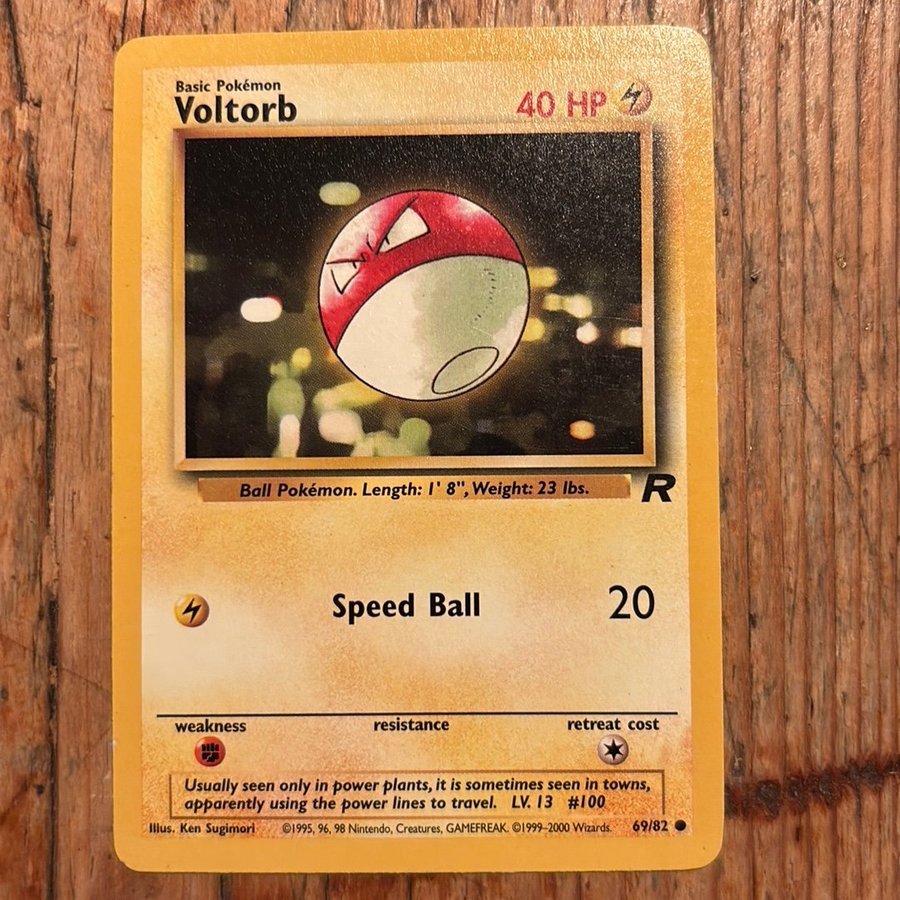 Basic Pokémon
Voltorb 40 HP
Ball Pokémon. Length: 1' 8", Weight: 23 lbs.
R
Speed Ball 20
weakness resistance retreat cost
Usually seen only in power plants, it is sometimes seen in towns,
apparently using the power lines to travel. LV. 13 #100
Illus. Ken Sugimori ©1995, 96, 98 Nintendo, Creatures, GAMEFREAK. ©1999–2000 Wizards. 69/82